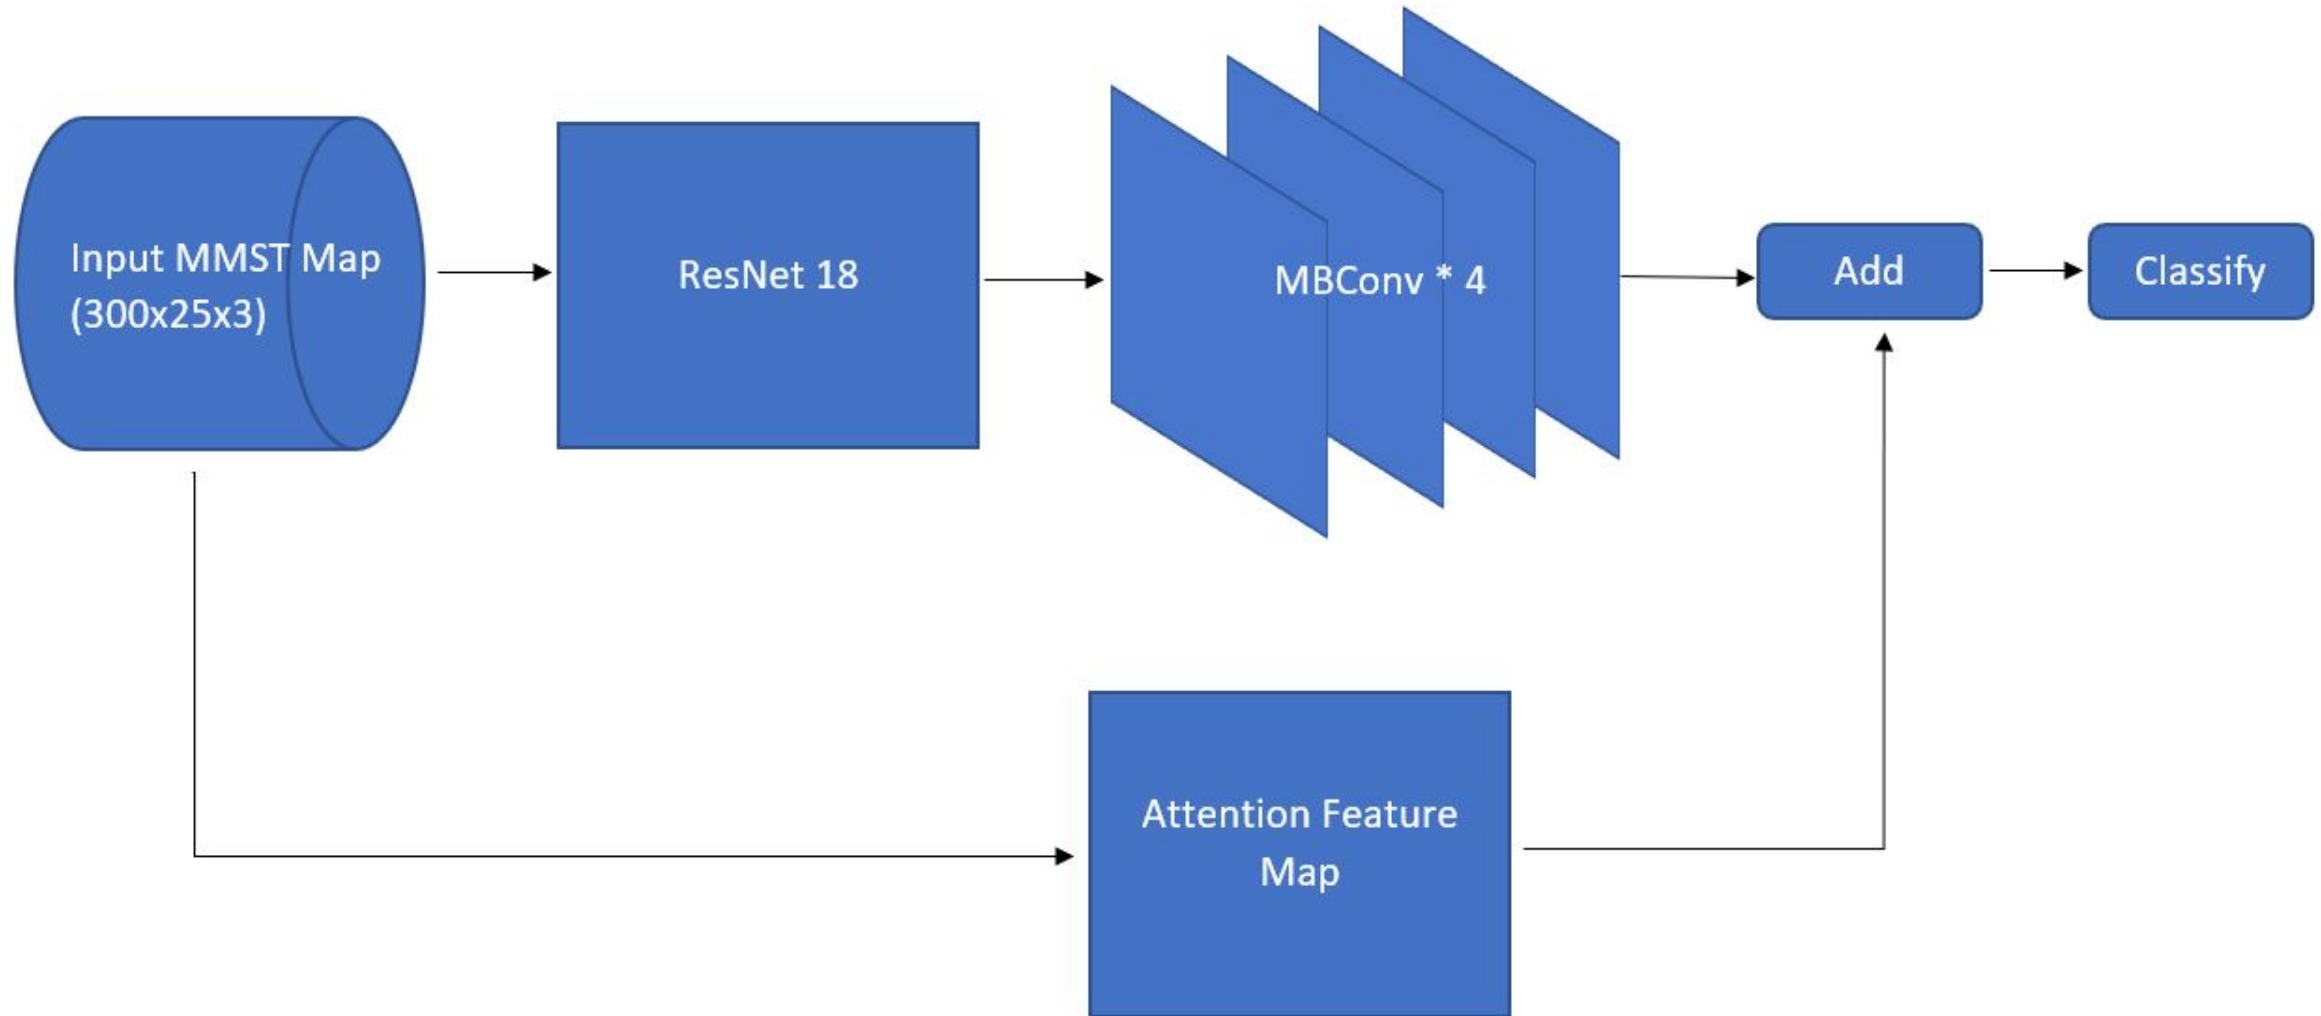 Input MMST Map
(300x25x3)
ResNet 18
MBConv * 4
Add
Classify
Attention Feature
Map